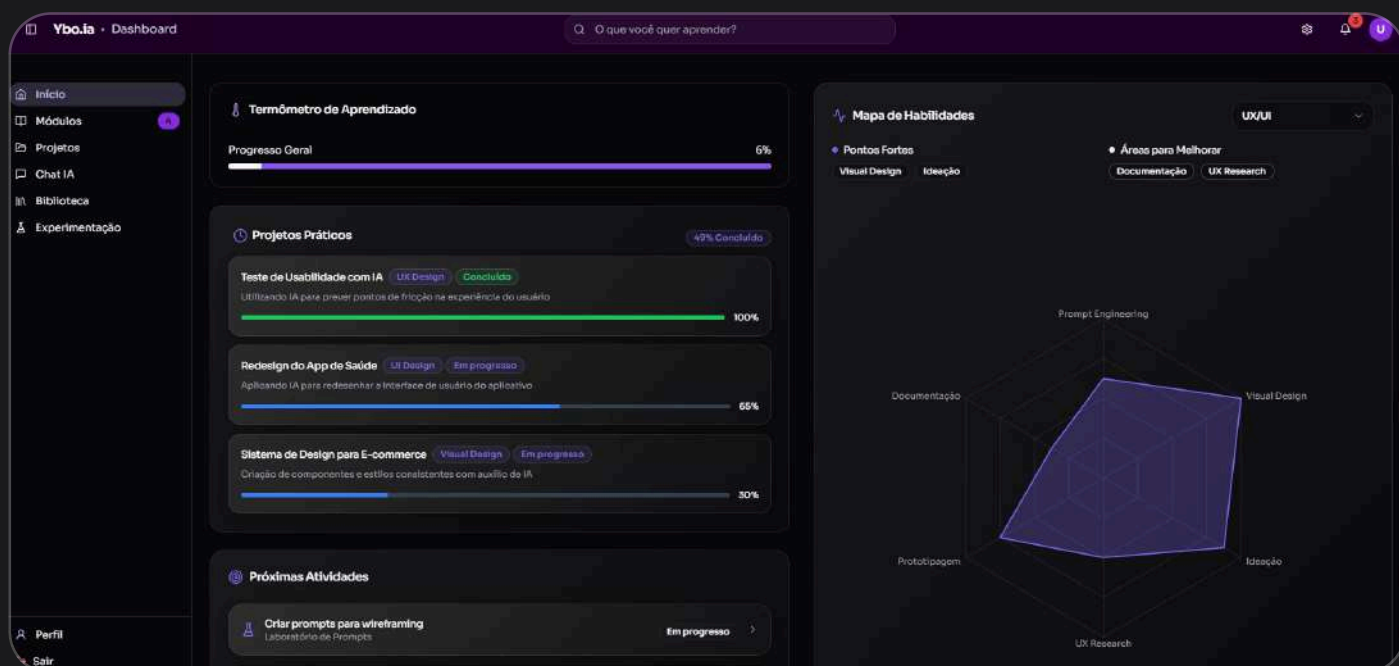 Ybo.ia • Dashboard
O que você quer aprender?
3
U
Início
Módulos
Projetos
Chat IA
Biblioteca
Experimentação
Perfil
Sair
Termômetro de Aprendizado
Progresso Geral
6%
Projetos Práticos
49% Concluído
Teste de Usabilidade com IA UX Design Concluído
Utilizando IA para prever pontos de fricção na experiência do usuário
100%
Redesign do App de Saúde UI Design Em progresso
Aplicando IA para redesenhar a interface de usuário do aplicativo
65%
Sistema de Design para E-commerce Visual Design Em progresso
Criação de componentes e estilos consistentes com auxílio de IA
30%
Próximas Atividades
Criar prompts para wireframing
Laboratório de Prompts
Em progresso
Mapa de Habilidades
UX/UI
Pontos Fortes
Visual Design Ideação
Áreas para Melhorar
Documentação UX Research
Prompt Engineering
Visual Design
Ideação
UX Research
Prototipagem
Documentação